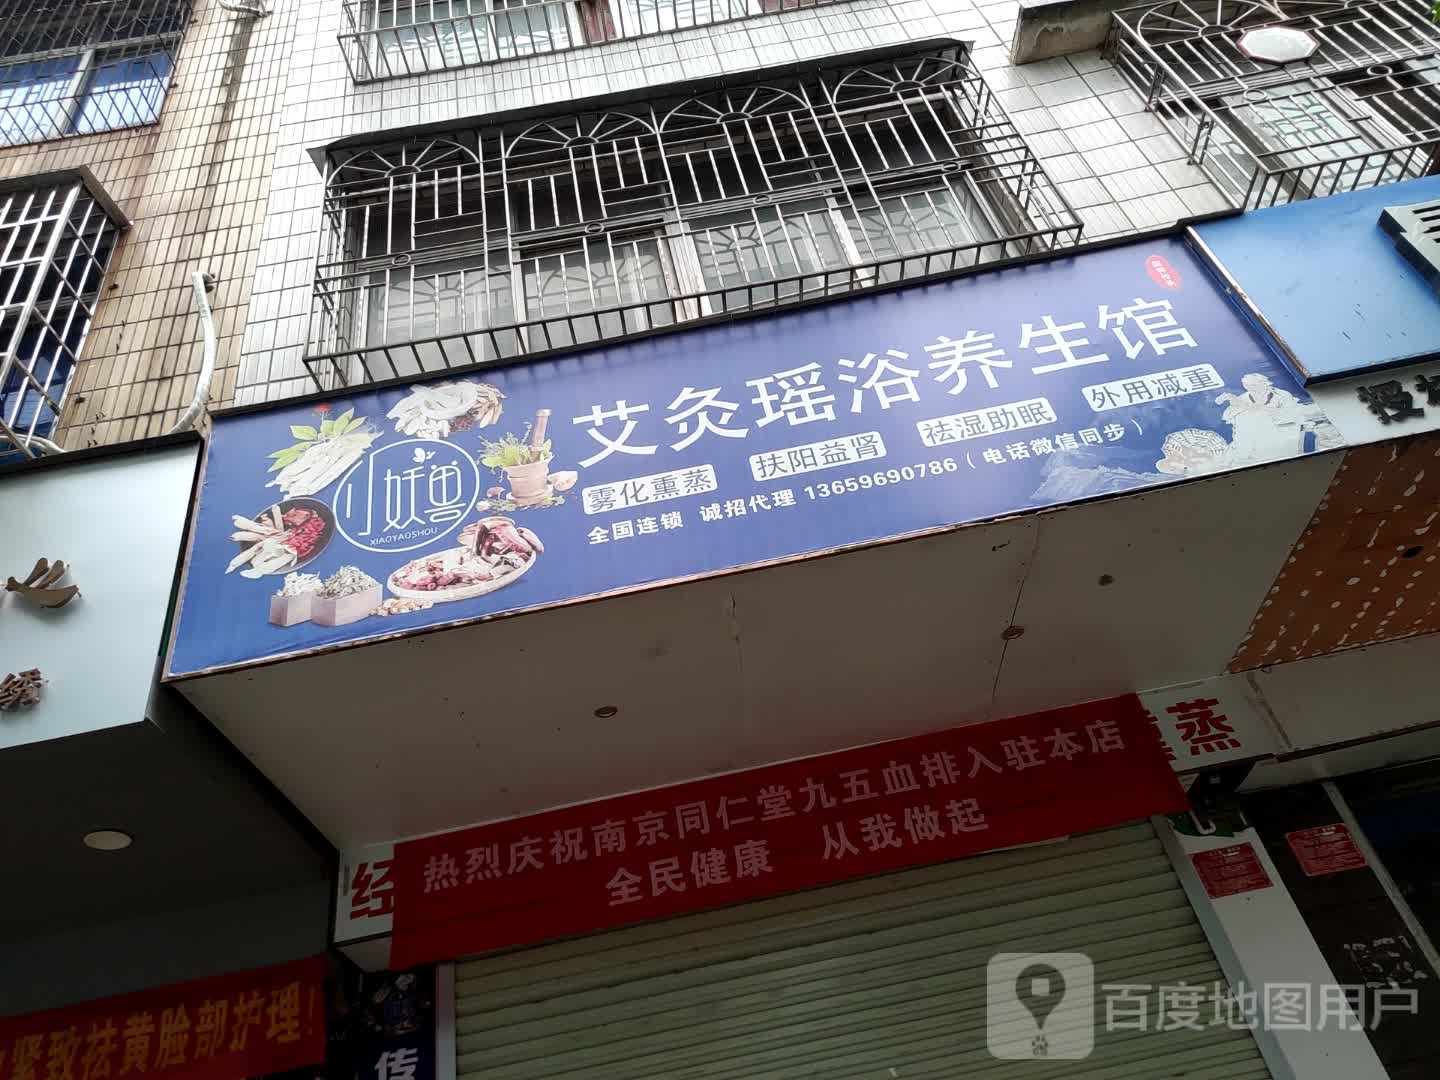 艾灸瑶浴养生馆
小妖兽
XIAOYAOSHOU
雾化熏蒸 扶阳益肾 祛湿助眠 外用减重
全国连锁 诚招代理 13659690786（电话微信同步）
热烈庆祝南京同仁堂九五血排入驻本店
全民健康 从我做起
经
蒸
绣
紧致祛黄脸部护理!
传
授
百度地图用户